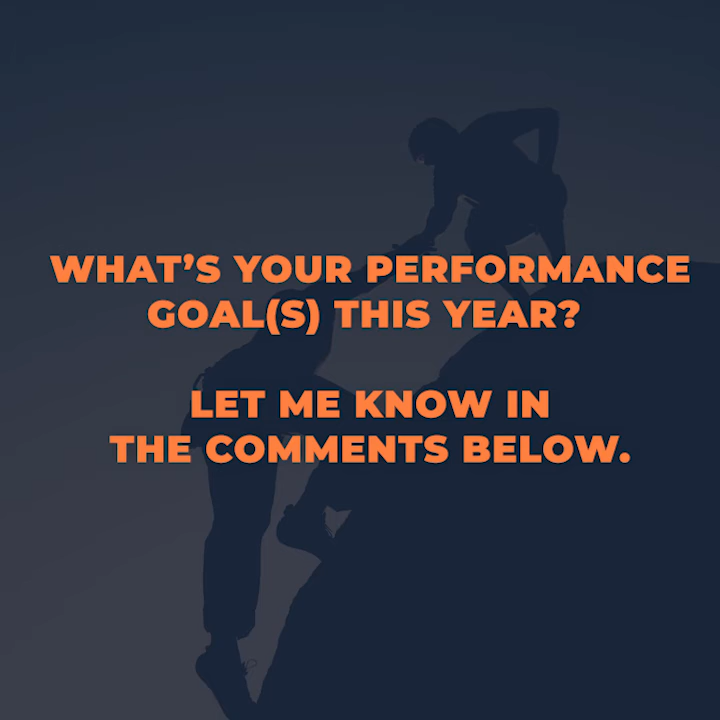 WHAT’S YOUR PERFORMANCE
GOAL(S) THIS YEAR?
LET ME KNOW IN
THE COMMENTS BELOW.